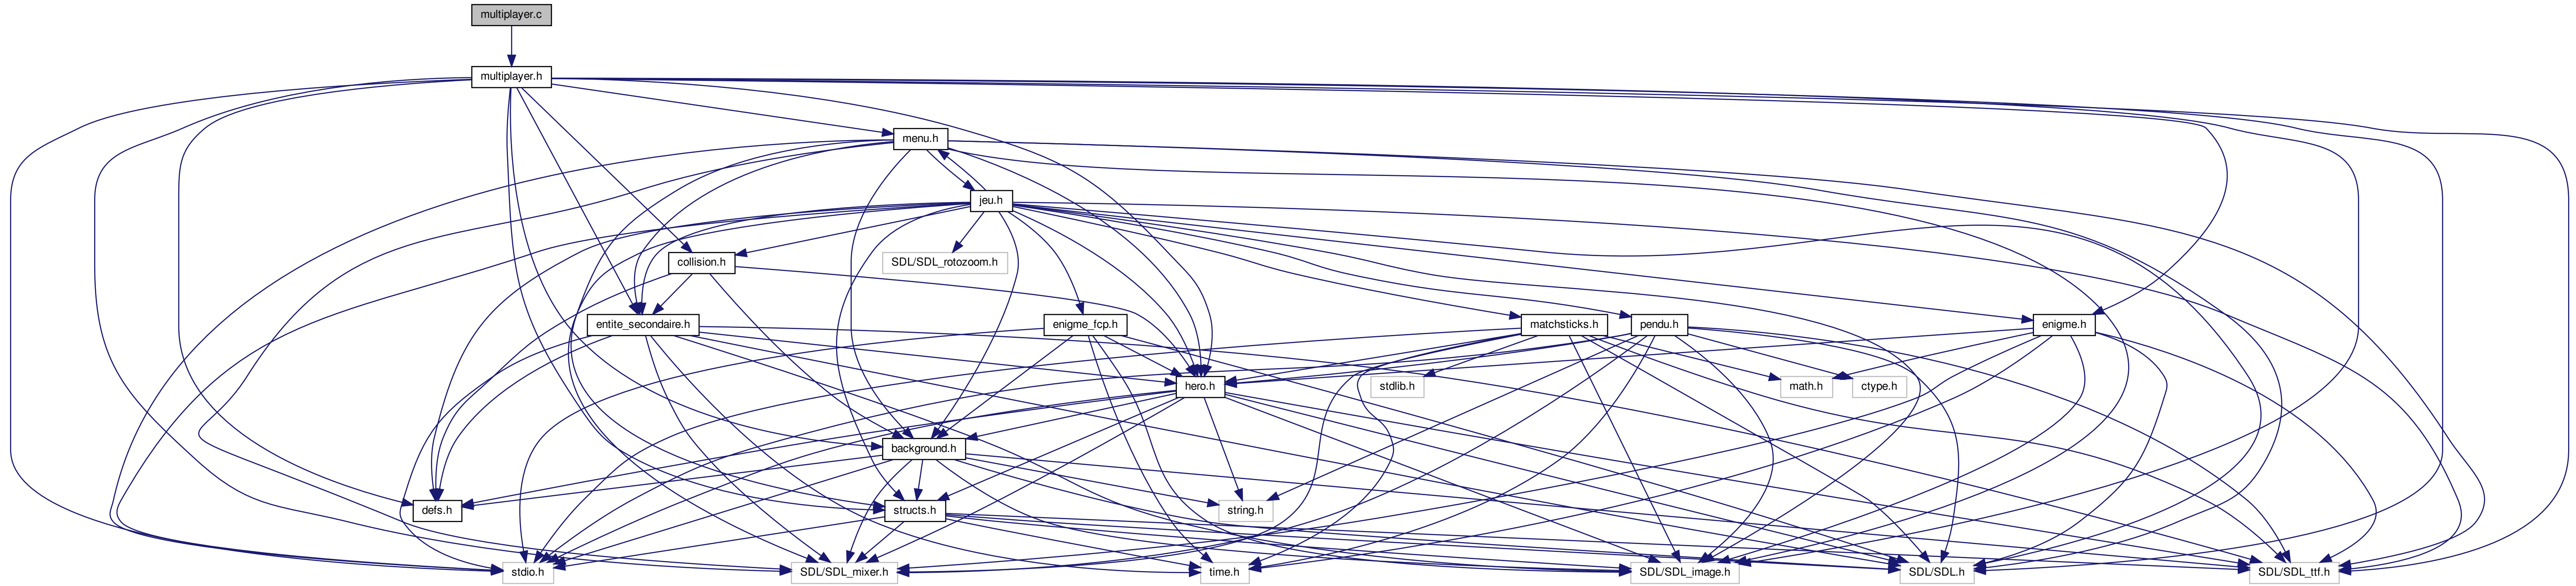 multiplayer.c
multiplayer.h
menu.h
jeu.h
collision.h
SDL/SDL_rotozoom.h
entite_secondaire.h
enigme_fcp.h
matchsticks.h
pendu.h
enigme.h
hero.h
stdlib.h
math.h
ctype.h
background.h
defs.h
structs.h
string.h
stdio.h
SDL/SDL_mixer.h
time.h
SDL/SDL_image.h
SDL/SDL.h
SDL/SDL_ttf.h